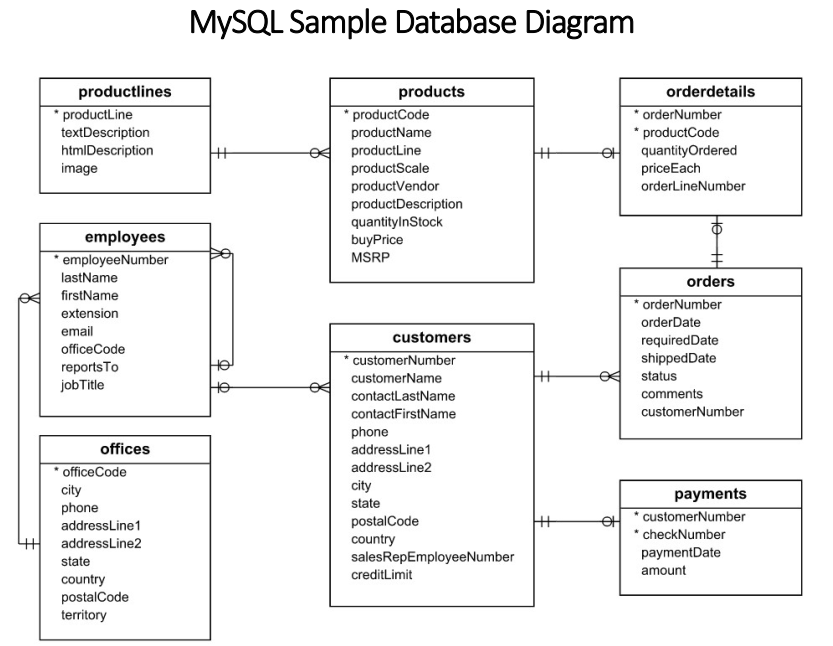 MySQL Sample Database Diagram
productlines
* productLine
textDescription
htmlDescription
image
products
* productCode
productName
productLine
productScale
productVendor
productDescription
quantityInStock
buyPrice
MSRP
orderdetails
* orderNumber
* productCode
quantityOrdered
priceEach
orderLineNumber
employees
* employeeNumber
lastName
firstName
extension
email
officeCode
reportsTo
jobTitle
customers
* customerNumber
customerName
contactLastName
contactFirstName
phone
addressLine1
addressLine2
city
state
postalCode
country
salesRepEmployeeNumber
creditLimit
orders
* orderNumber
orderDate
requiredDate
shippedDate
status
comments
customerNumber
offices
* officeCode
city
phone
addressLine1
addressLine2
state
country
postalCode
territory
payments
* customerNumber
* checkNumber
paymentDate
amount